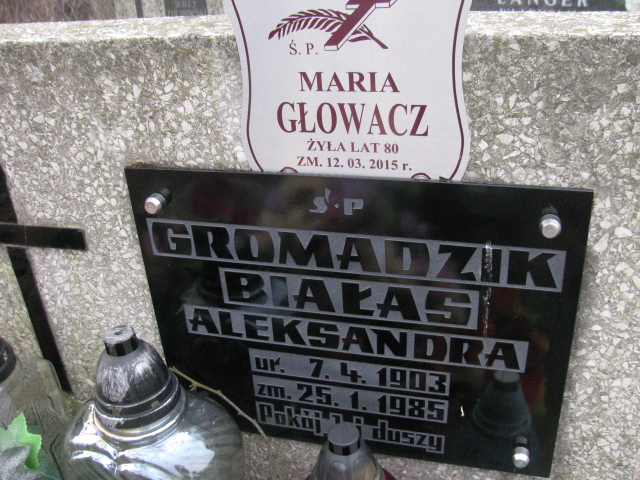 LANGER
Ś. P.
MARIA
GŁOWACZ
ŻYŁA LAT 80
ZM. 12. 03. 2015 r.
Ś.P
GROMADZIK
BIAŁAS
ALEKSANDRA
ur. 7. 4. 1903
zm. 25. 1. 1985
Pokój duszy